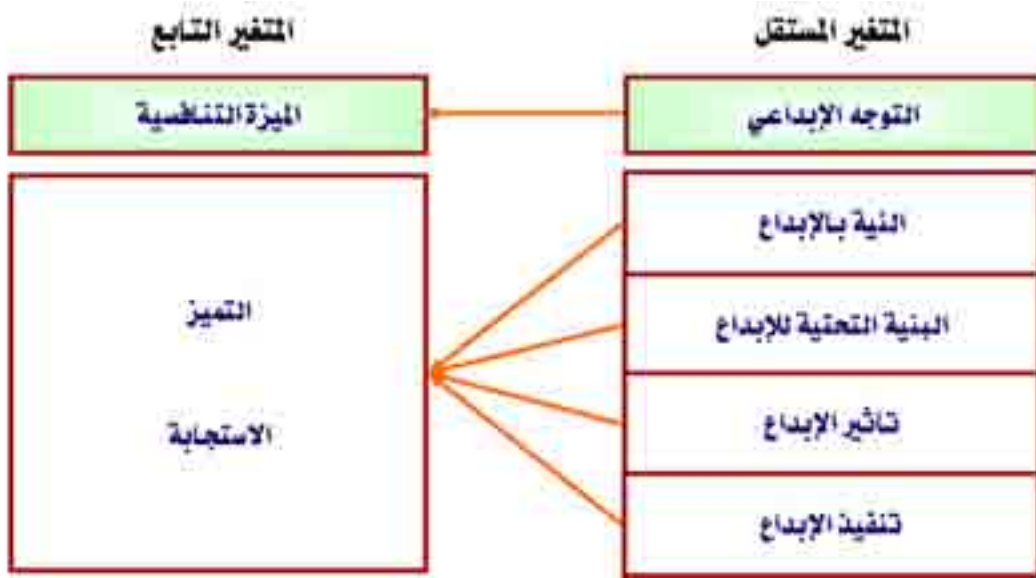 المتغير المستقل
المتغير التابع
التوجه الإبداعي
الميزة التنافسية
النية بالإبداع
البنية التحتية للإبداع
تأثير الإبداع
تنفيذ الإبداع
التميز
الاستجابة